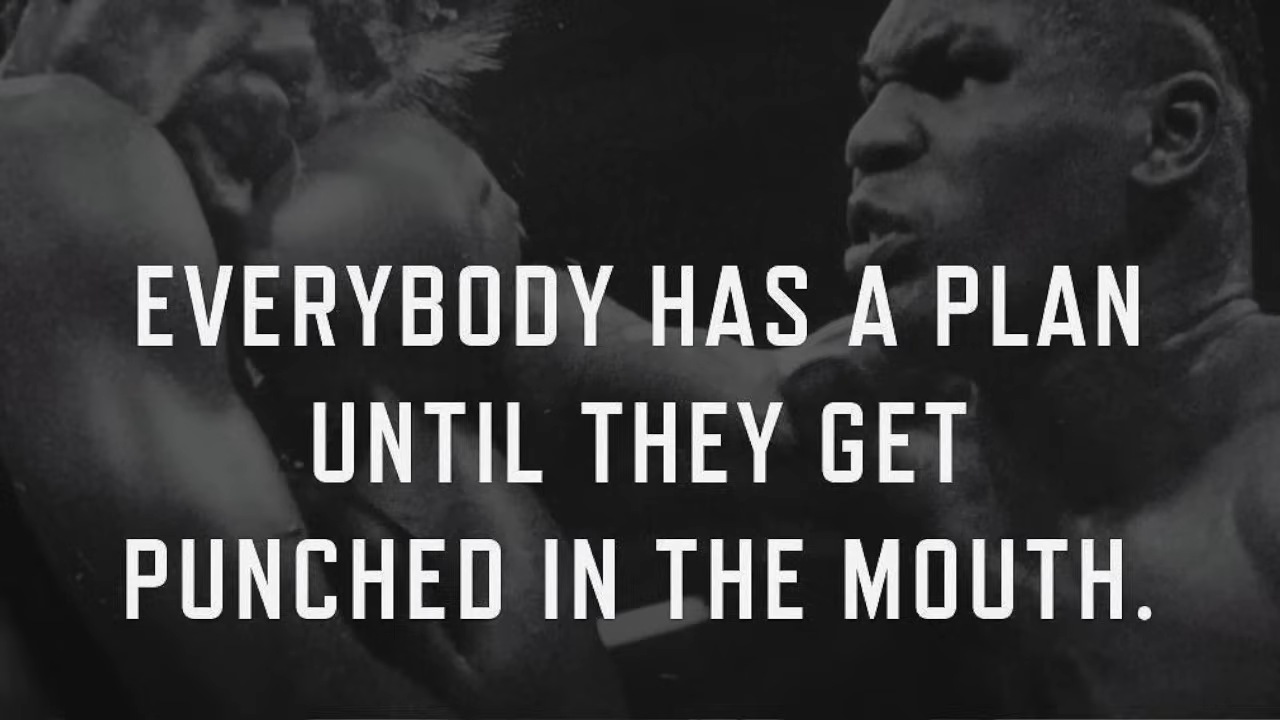 EVERYBODY HAS A PLAN
UNTIL THEY GET
PUNCHED IN THE MOUTH.